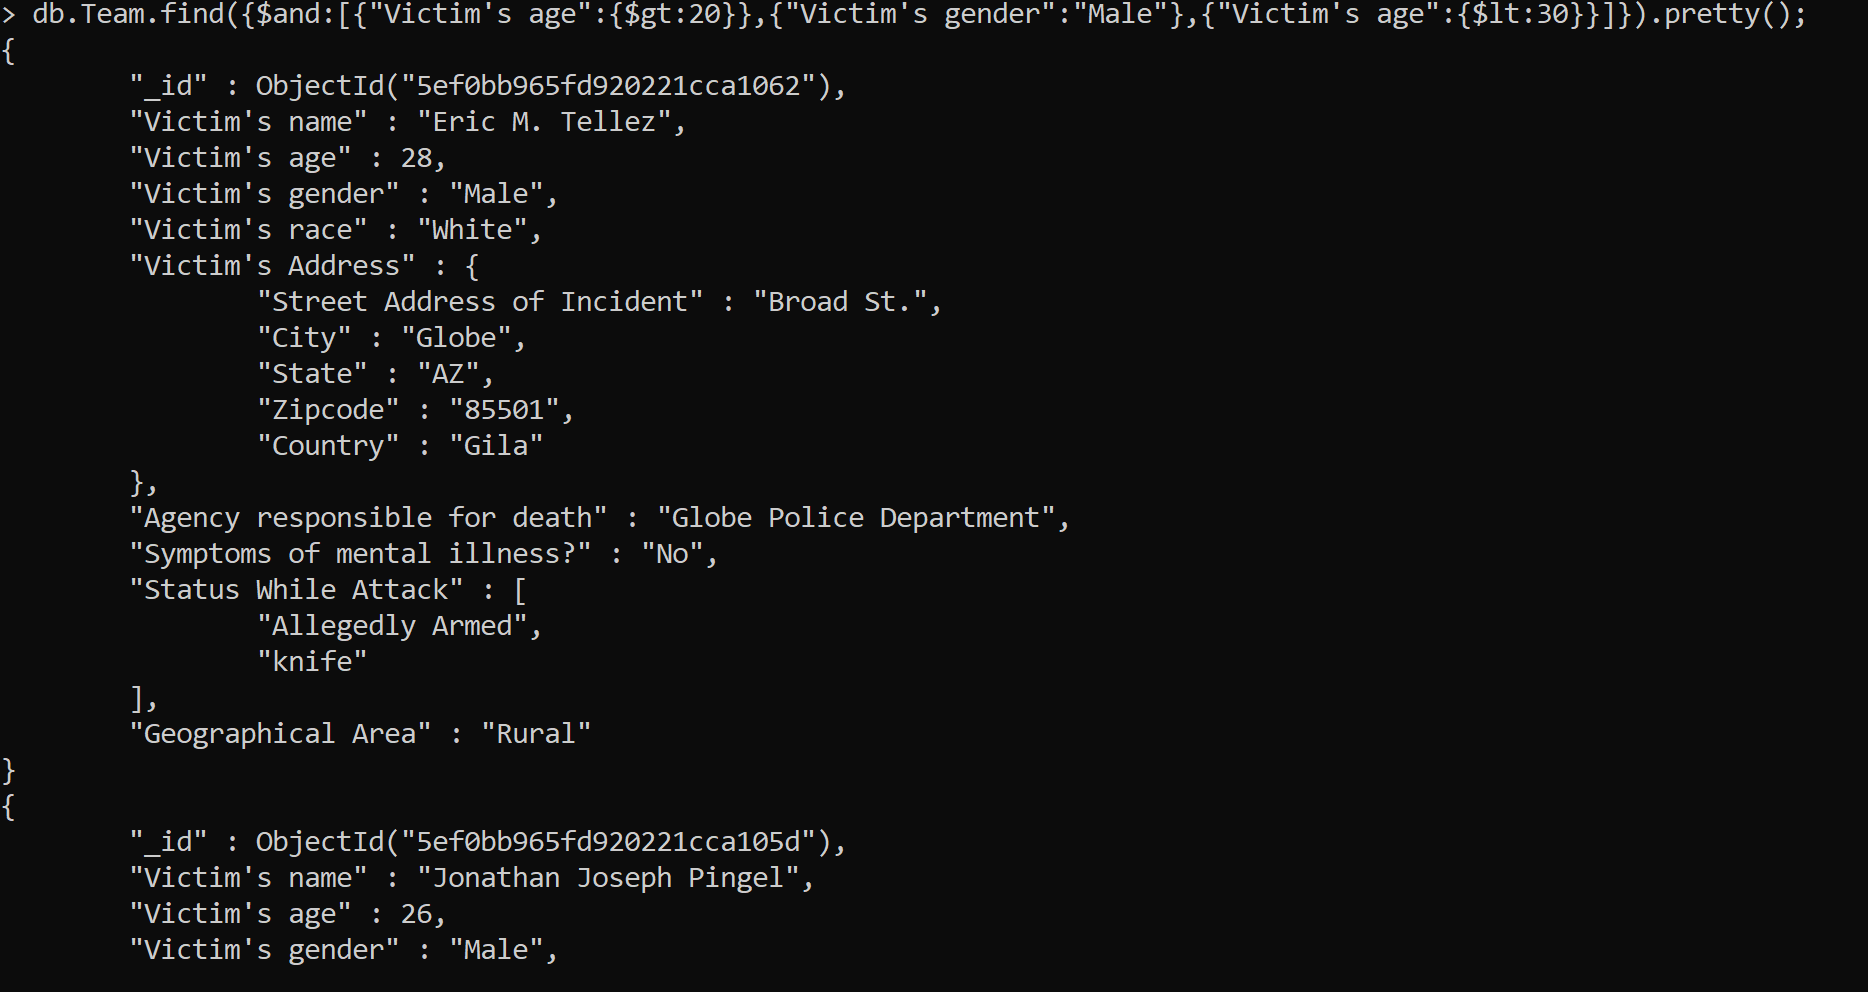 > db.Team.find({$and:[{"Victim's age":{$gt:20}},{"Victim's gender":"Male"},{"Victim's age":{$lt:30}}]}).pretty();
{
        "_id" : ObjectId("5ef0bb965fd920221cca1062"),
        "Victim's name" : "Eric M. Tellez",
        "Victim's age" : 28,
        "Victim's gender" : "Male",
        "Victim's race" : "White",
        "Victim's Address" : {
                "Street Address of Incident" : "Broad St.",
                "City" : "Globe",
                "State" : "AZ",
                "Zipcode" : "85501",
                "Country" : "Gila"
        },
        "Agency responsible for death" : "Globe Police Department",
        "Symptoms of mental illness?" : "No",
        "Status While Attack" : [
                "Allegedly Armed",
                "knife"
        ],
        "Geographical Area" : "Rural"
}
{
        "_id" : ObjectId("5ef0bb965fd920221cca105d"),
        "Victim's name" : "Jonathan Joseph Pingel",
        "Victim's age" : 26,
        "Victim's gender" : "Male",